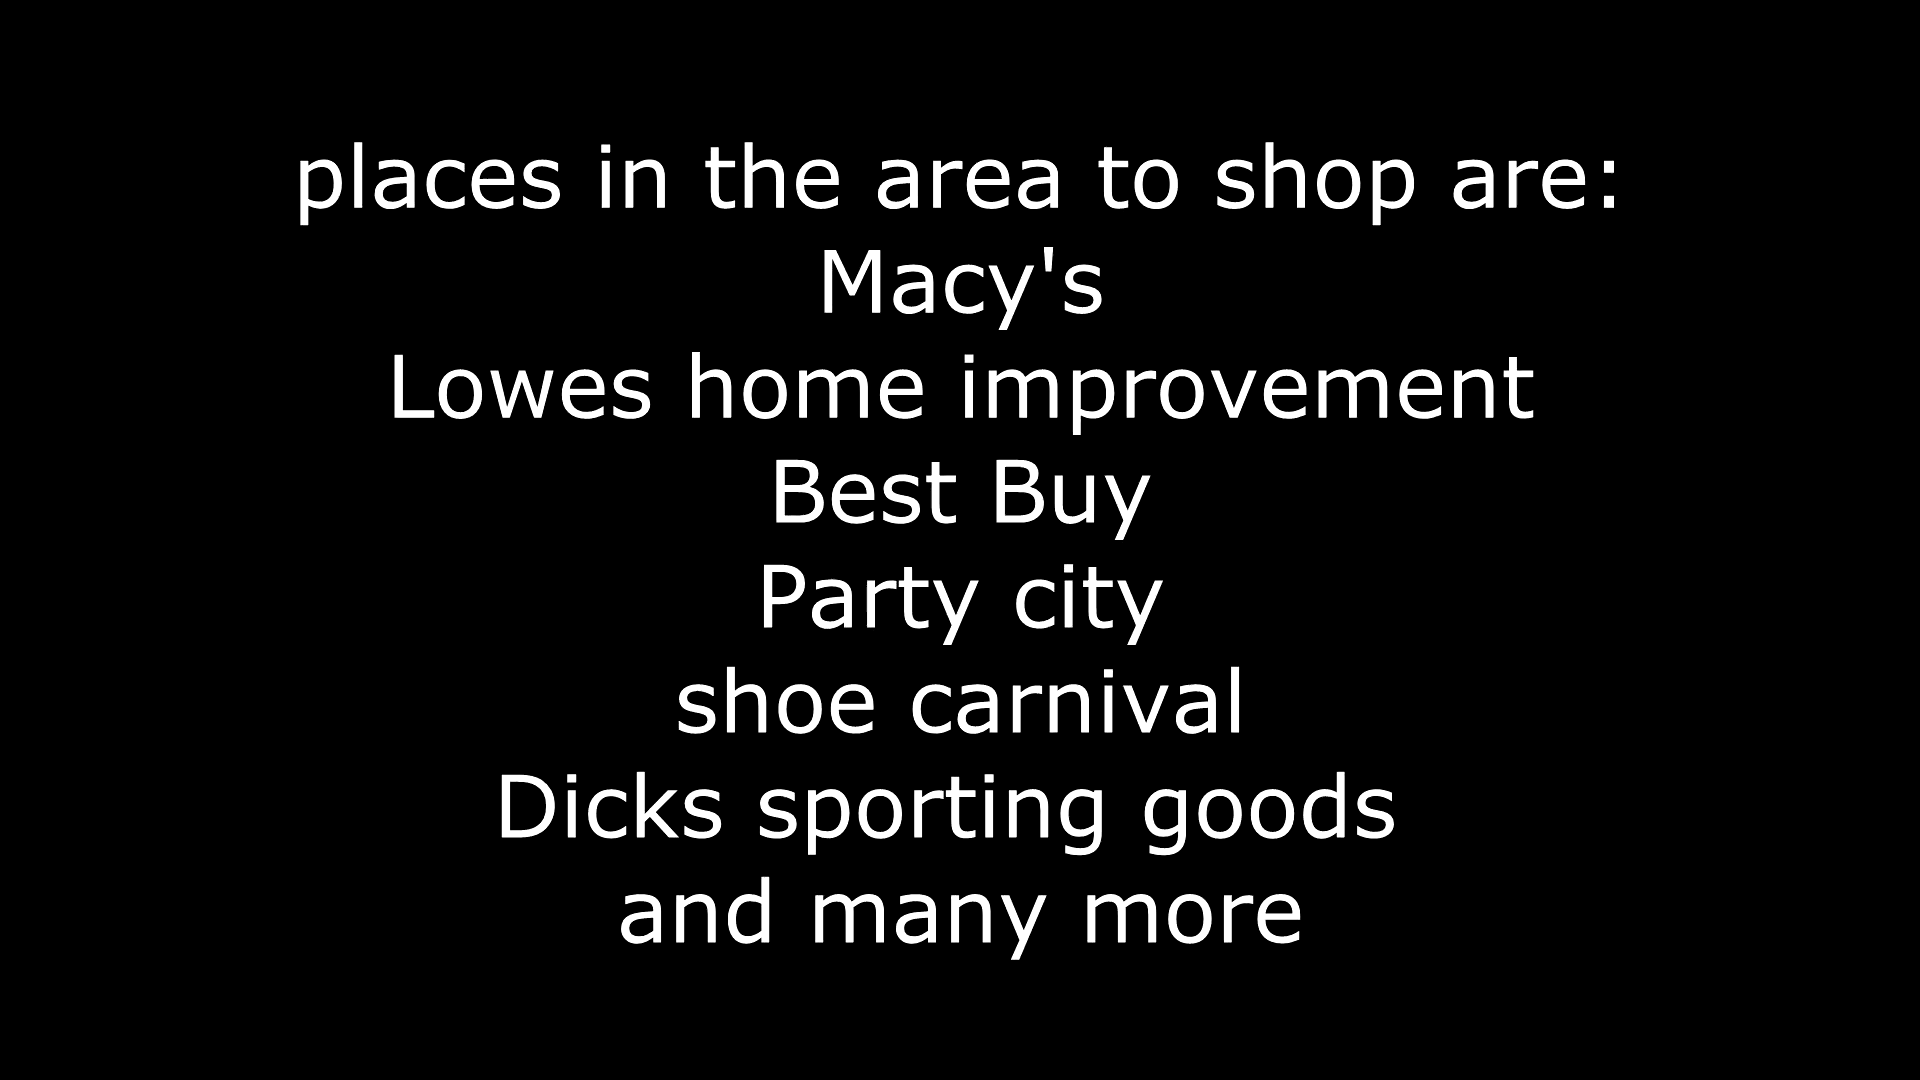 places in the area to shop are:
Macy's
Lowes home improvement
Best Buy
Party city
shoe carnival
Dicks sporting goods
and many more